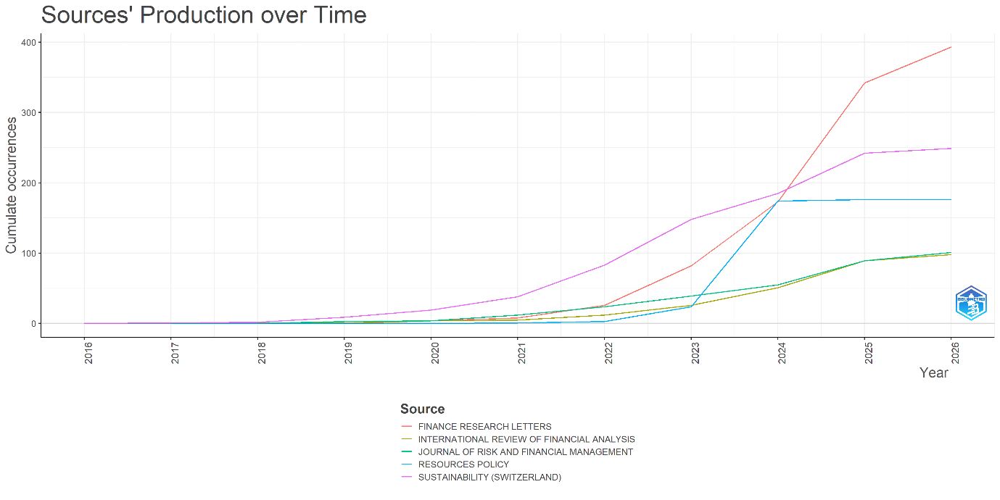 Sources' Production over Time
Cumulate occurrences
400
300
200
100
0
2016
2017
2018
2019
2020
2021
2022
2023
2024
2025
2026
Year
BIBLIOMETRIX
Source
FINANCE RESEARCH LETTERS
INTERNATIONAL REVIEW OF FINANCIAL ANALYSIS
JOURNAL OF RISK AND FINANCIAL MANAGEMENT
RESOURCES POLICY
SUSTAINABILITY (SWITZERLAND)